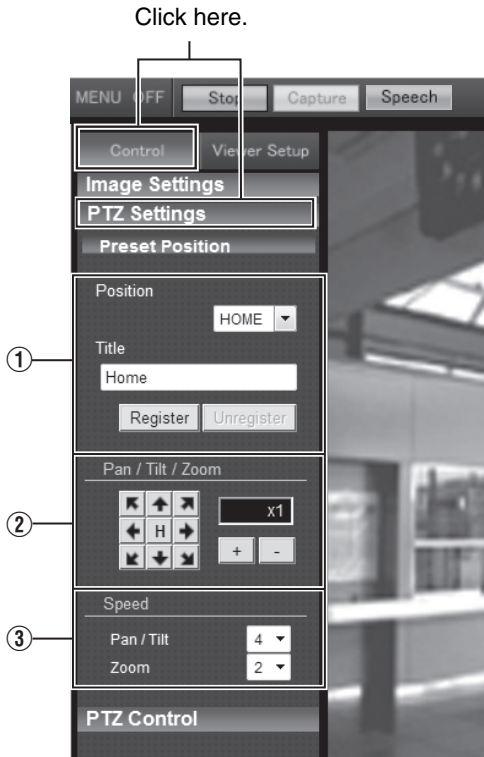 Click here.
MENU OFF Stop Capture Speech
Control Viewer Setup
Image Settings
PTZ Settings
Preset Position
Position
HOME
Title
① 
Home
Register Unregister
Pan / Tilt / Zoom
x1
② H
+ -
Speed
③ Pan / Tilt 4
Zoom 2
PTZ Control